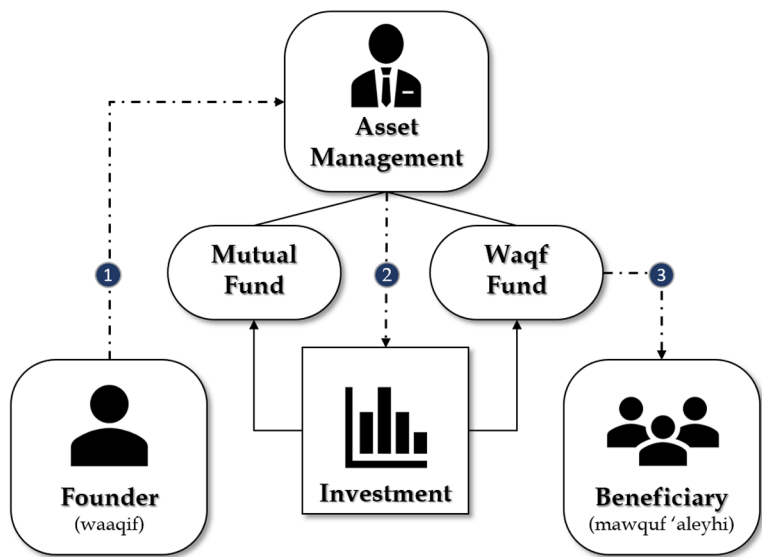 Asset
Management
Mutual
Fund
Waqf
Fund
1
2
3
Founder
(waaqif)
Investment
Beneficiary
(mawquf ‘aleyhi)